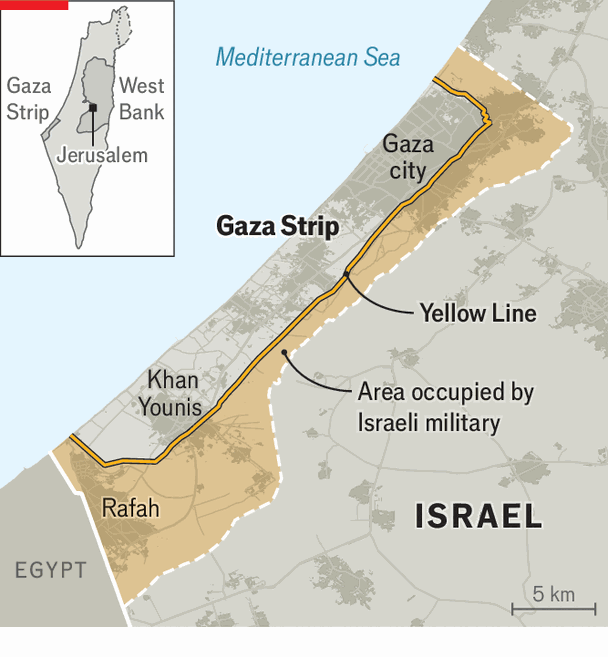 Gaza
Strip
West
Bank
Jerusalem
Mediterranean Sea
Gaza
city
Gaza Strip
Yellow Line
Khan
Younis
Area occupied by
Israeli military
Rafah
ISRAEL
EGYPT
5 km